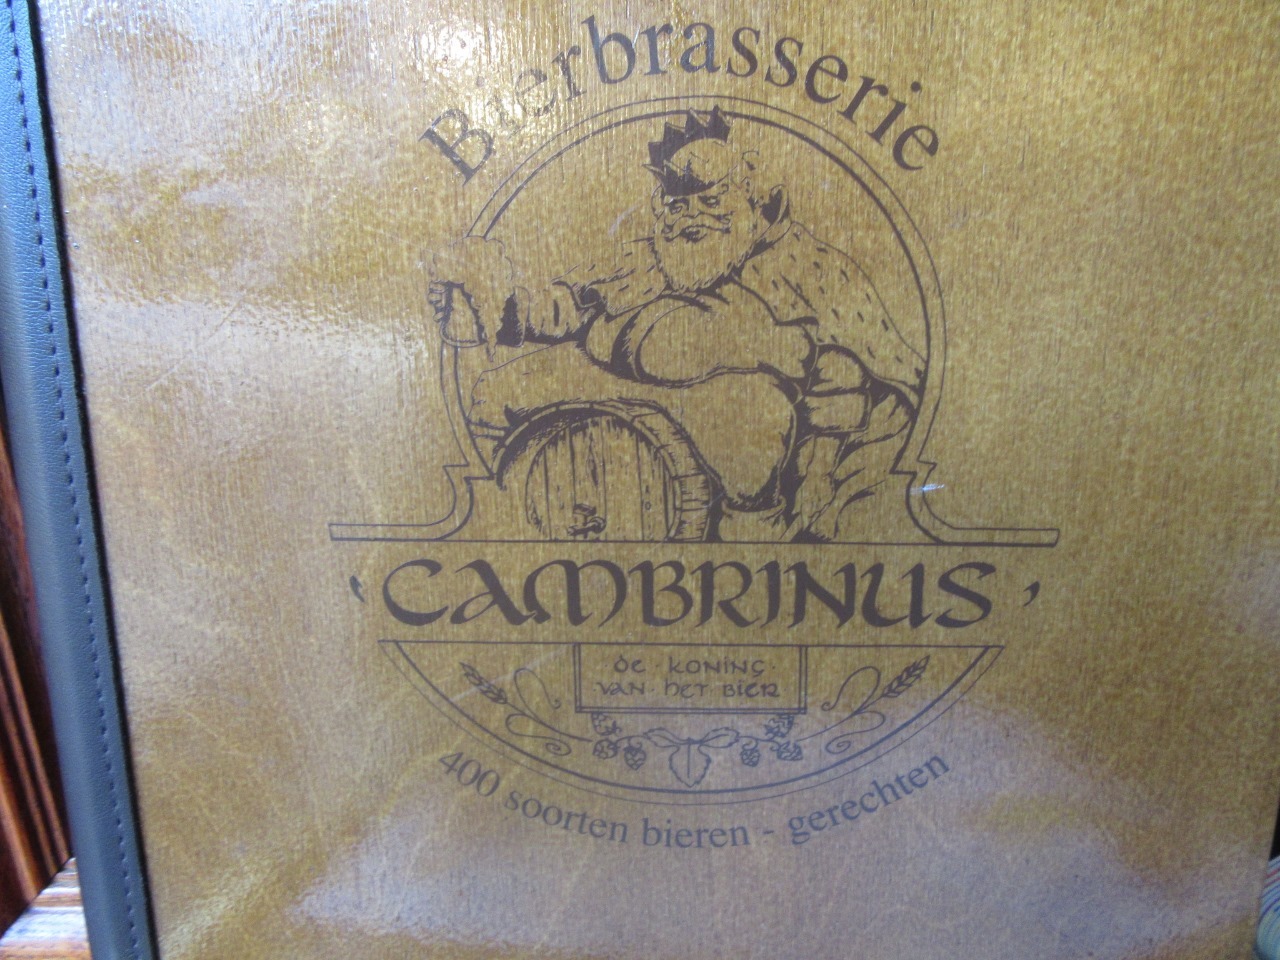 Bierbrasserie
'CAMBRINUS'
DE · KONING ·
VAN · HET · BIER
400 soorten bieren - gerechten